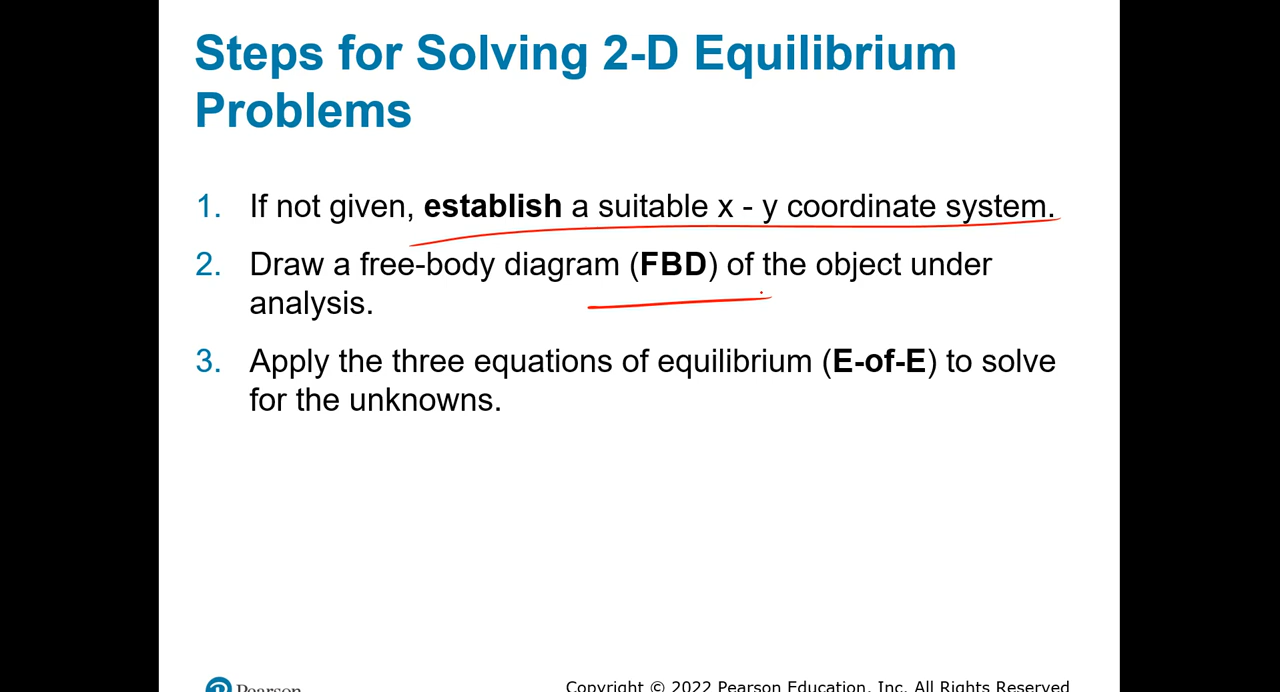 Steps for Solving 2-D Equilibrium
Problems
1. If not given, establish a suitable x - y coordinate system.
2. Draw a free-body diagram (FBD) of the object under
analysis.
3. Apply the three equations of equilibrium (E-of-E) to solve
for the unknowns.
Pearson
Copyright © 2022 Pearson Education, Inc. All Rights Reserved